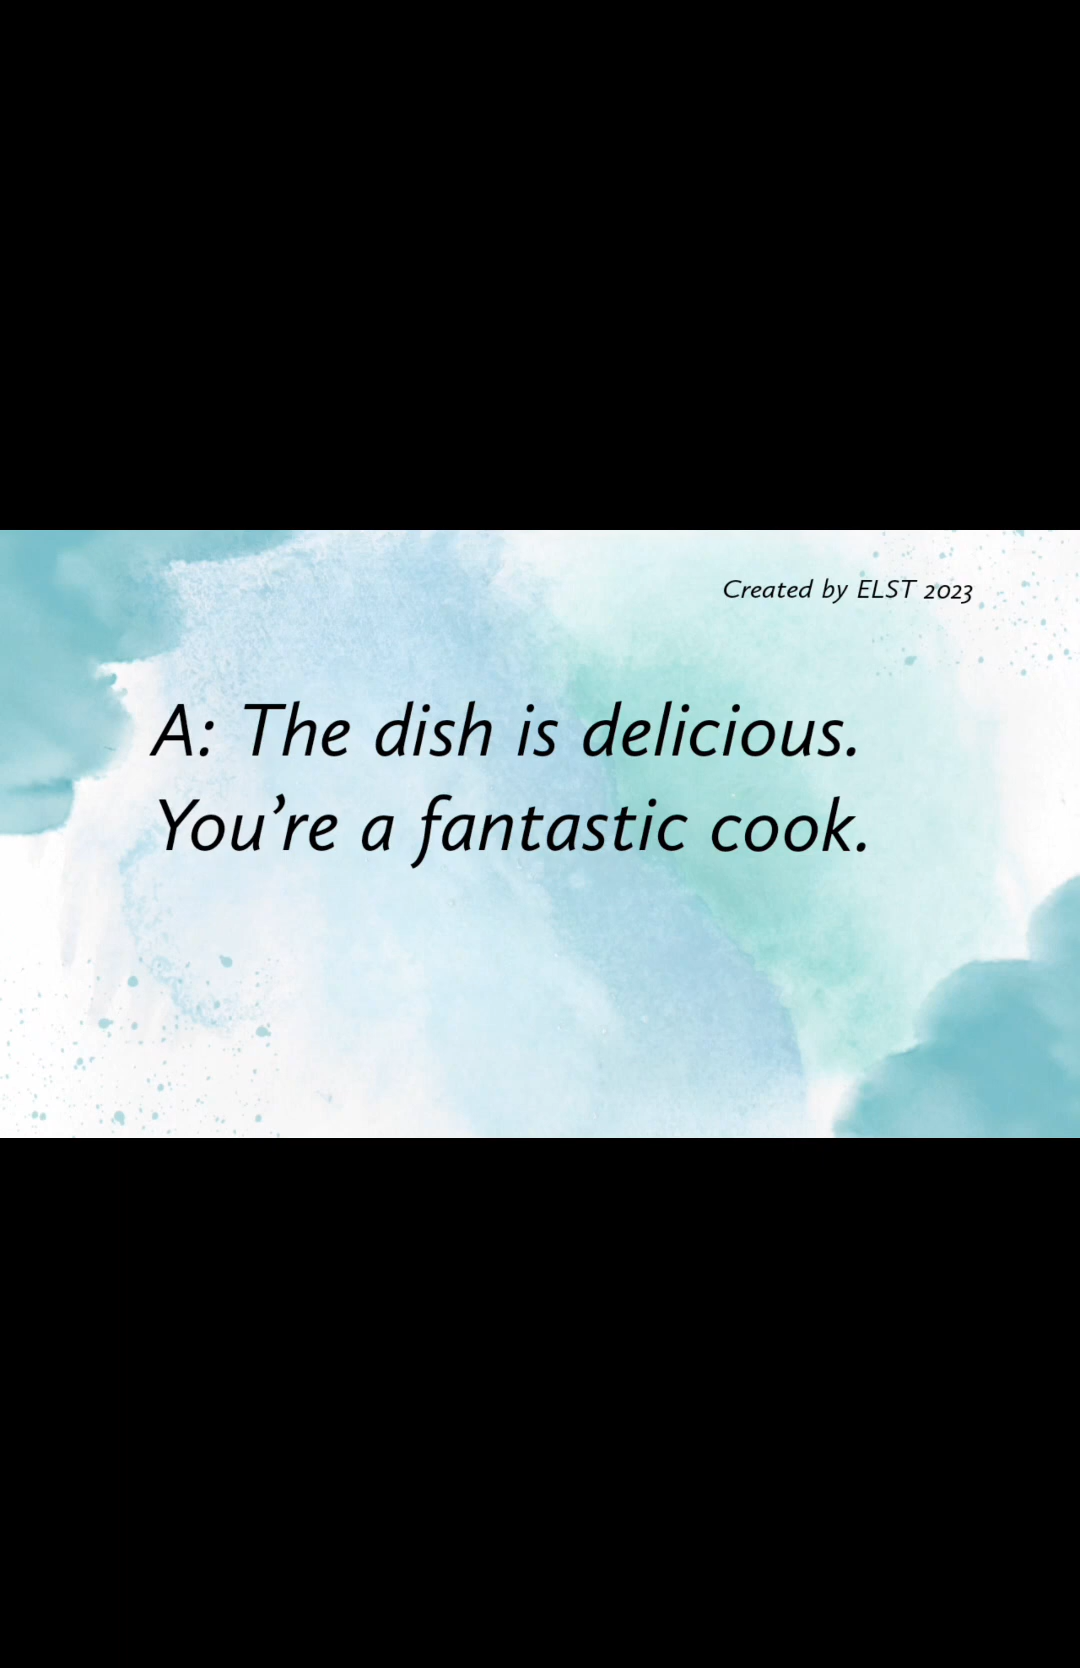 Created by ELST 2023
A: The dish is delicious.
You’re a fantastic cook.